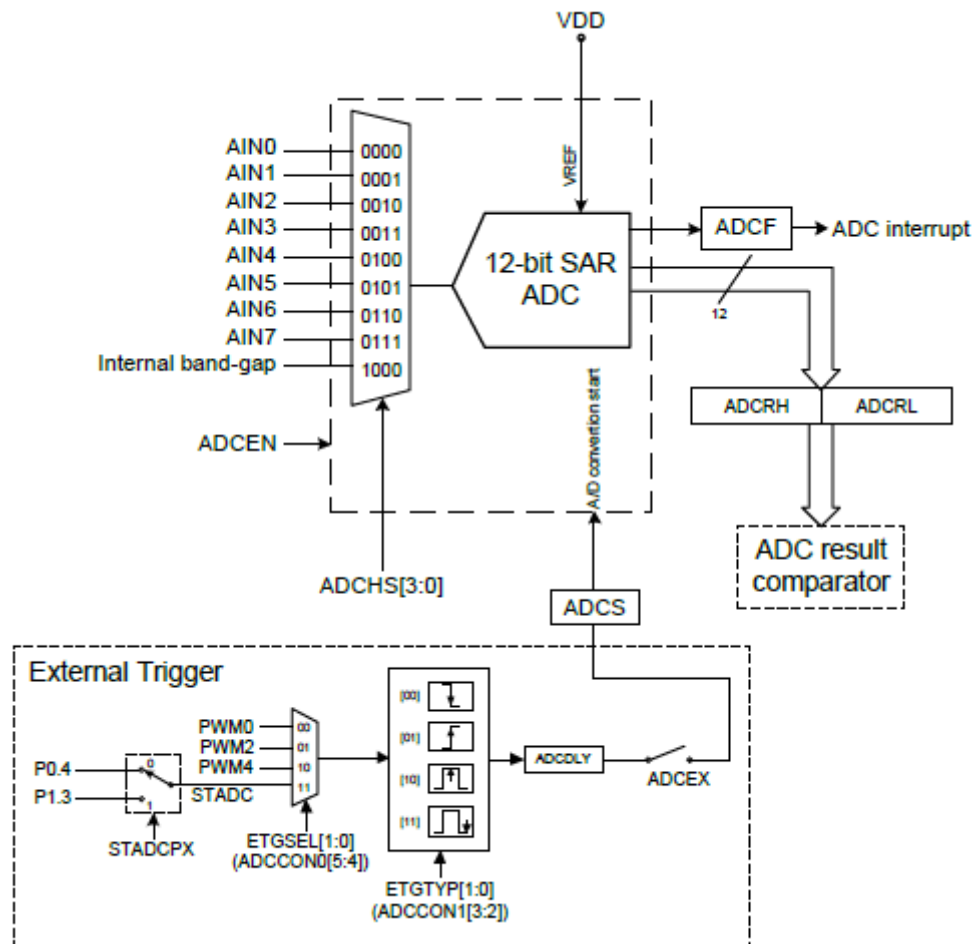 VDD
VREF
AIN0
AIN1
AIN2
AIN3
AIN4
AIN5
AIN6
AIN7
Internal band-gap
0000
0001
0010
0011
0100
0101
0110
0111
1000
12-bit SAR
ADC
ADCF
ADC interrupt
12
ADCRH
ADCRL
ADC result
comparator
ADCEN
ADCHS[3:0]
A/D convertion start
ADCS
External Trigger
P0.4
P1.3
0
1
STADCPX
STADC
PWM0
PWM2
PWM4
00
01
10
11
ETGSEL[1:0]
(ADCCON0[5:4])
[00]
[01]
[10]
[11]
ETGTYP[1:0]
(ADCCON1[3:2])
ADCDLY
ADCEX